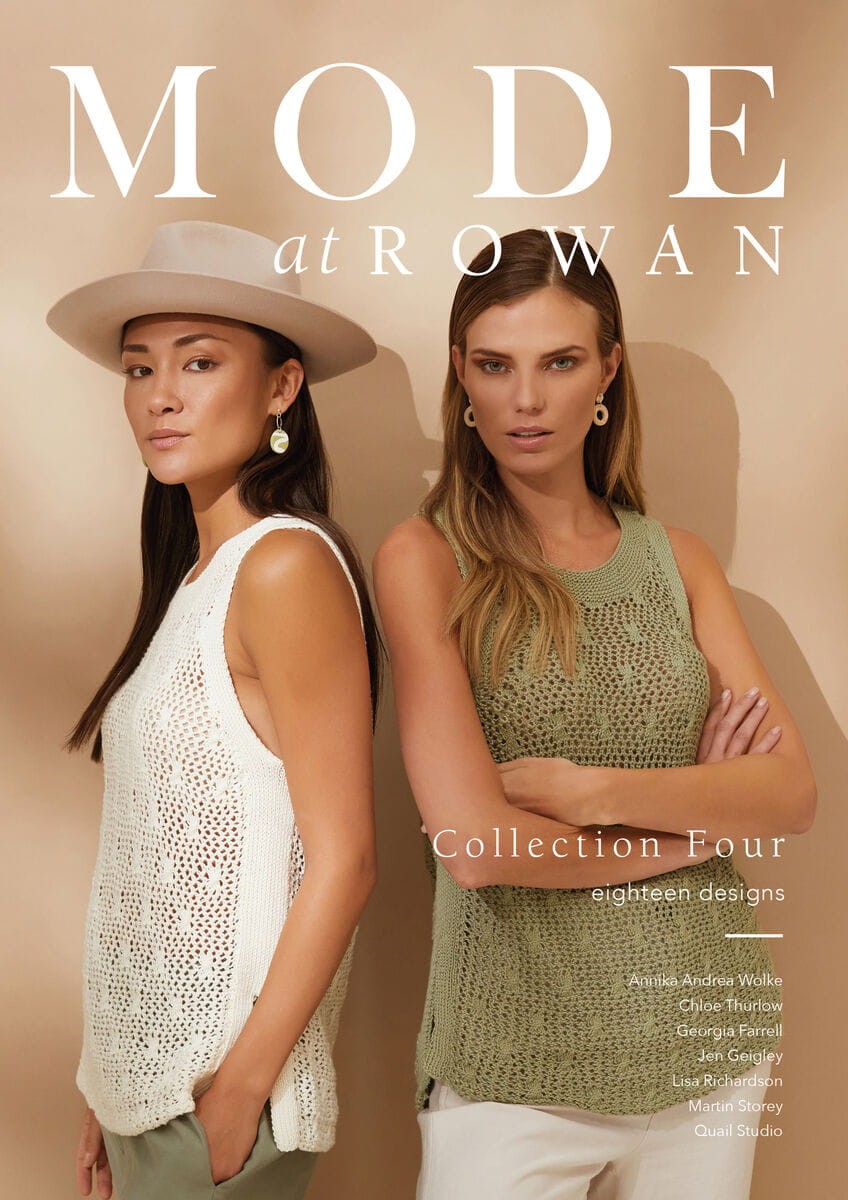 MODE
at ROWAN
Collection Four
eighteen designs
Annika Andrea Wolke
Chloe Thurlow
Georgia Farrell
Jen Geigley
Lisa Richardson
Martin Storey
Quail Studio